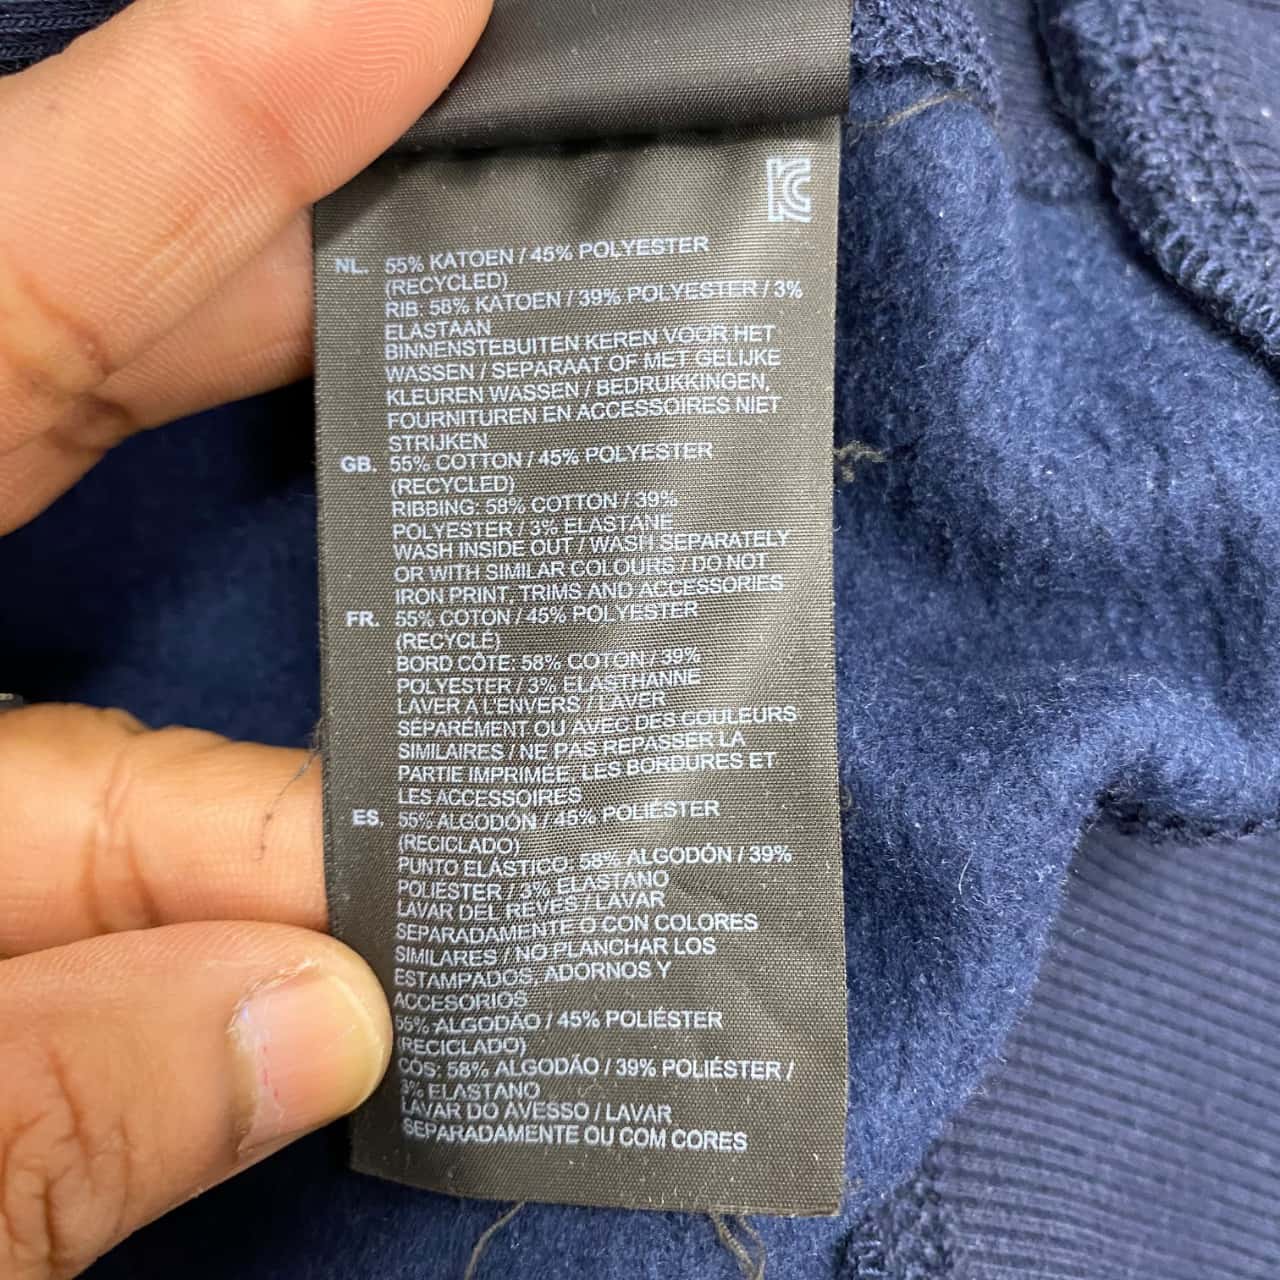 NL. 55% KATOEN / 45% POLYESTER
(RECYCLED)
RIB: 58% KATOEN / 39% POLYESTER / 3%
ELASTAAN
BINNENSTEBUITEN KEREN VOOR HET
WASSEN / SEPARAAT OF MET GELIJKE
KLEUREN WASSEN / BEDRUKKINGEN,
FOURNITUREN EN ACCESSOIRES NIET
STRIJKEN
GB. 55% COTTON / 45% POLYESTER
(RECYCLED)
RIBBING: 58% COTTON / 39%
POLYESTER / 3% ELASTANE
WASH INSIDE OUT / WASH SEPARATELY
OR WITH SIMILAR COLOURS / DO NOT
IRON PRINT, TRIMS AND ACCESSORIES
FR. 55% COTON / 45% POLYESTER
(RECYCLÉ)
BORD CÔTE: 58% COTON / 39%
POLYESTER / 3% ELASTHANNE
LAVER A L'ENVERS / LAVER
SÉPARÉMENT OU AVEC DES COULEURS
SIMILAIRES / NE PAS REPASSER LA
PARTIE IMPRIMÉE, LES BORDURES ET
LES ACCESSOIRES
ES. 55% ALGODÓN / 45% POLIÉSTER
(RECICLADO)
PUNTO ELÁSTICO: 58% ALGODÓN / 39%
POLIESTER / 3% ELASTANO
LAVAR DEL REVÉS / LAVAR
SEPARADAMENTE O CON COLORES
SIMILARES / NO PLANCHAR LOS
ESTAMPADOS, ADORNOS Y
ACCESORIOS
55% ALGODÃO / 45% POLIÉSTER
(RECICLADO)
CÓS: 58% ALGODÃO / 39% POLIÉSTER /
3% ELASTANO
LAVAR DO AVESSO / LAVAR
SEPARADAMENTE OU COM CORES